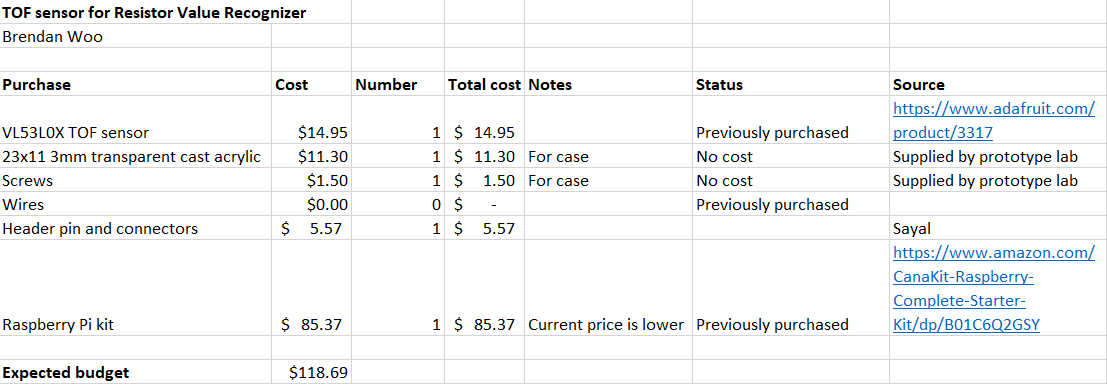 TOF sensor for Resistor Value Recognizer
Brendan Woo
Purchase Cost Number Total cost Notes Status Source
https://www.adafruit.com/
VL53L0X TOF sensor $14.95 1 $ 14.95 Previously purchased product/3317
23x11 3mm transparent cast acrylic $11.30 1 $ 11.30 For case No cost Supplied by prototype lab
Screws $1.50 1 $ 1.50 For case No cost Supplied by prototype lab
Wires $0.00 0 $ - Previously purchased
Header pin and connectors $ 5.57 1 $ 5.57 Sayal
https://www.amazon.com/
CanaKit-Raspberry-
Complete-Starter-
Raspberry Pi kit $ 85.37 1 $ 85.37 Current price is lower Previously purchased Kit/dp/B01C6Q2GSY
Expected budget $118.69